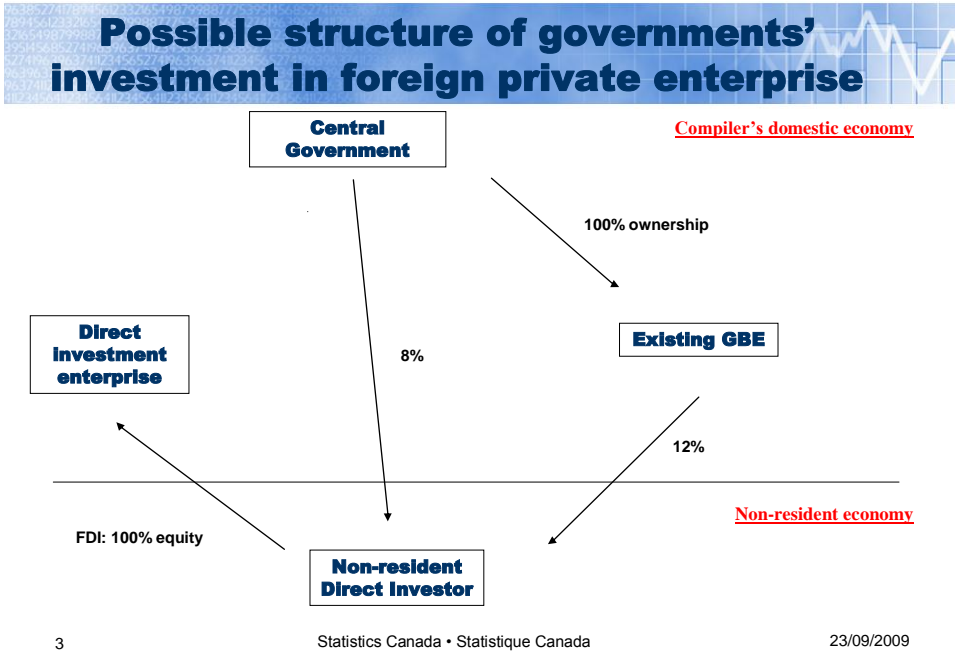 Possible structure of governments'
investment in foreign private enterprise
Central
Government
Compiler's domestic economy
100% ownership
Direct
investment
enterprise
8%
Existing GBE
12%
Non-resident economy
FDI: 100% equity
Non-resident
Direct Investor
3
Statistics Canada • Statistique Canada
23/09/2009